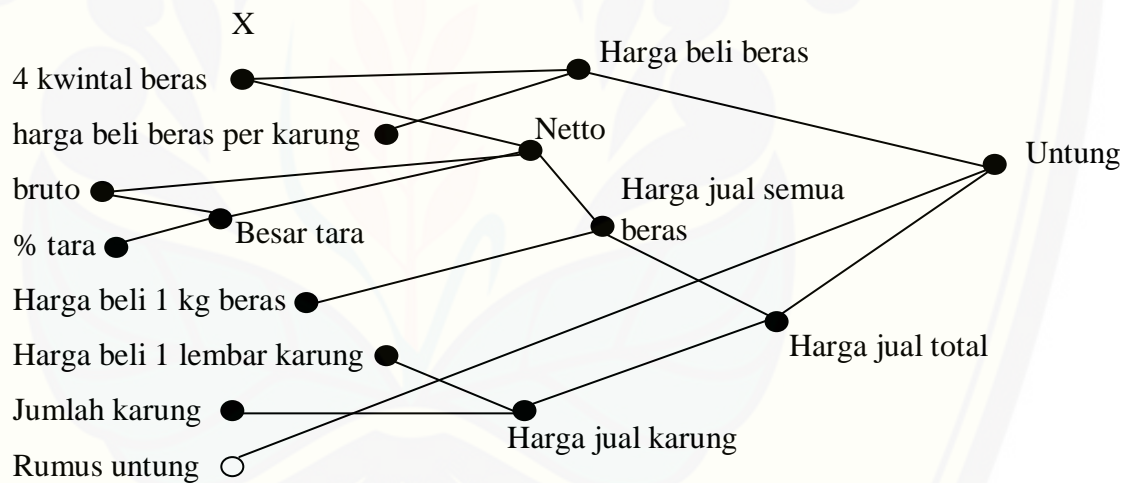 X
4 kwintal beras
Harga beli beras
harga beli beras per karung
Netto
Untung
bruto
Harga jual semua
beras
% tara
Besar tara
Harga beli 1 kg beras
Harga beli 1 lembar karung
Harga jual total
Jumlah karung
Harga jual karung
Rumus untung